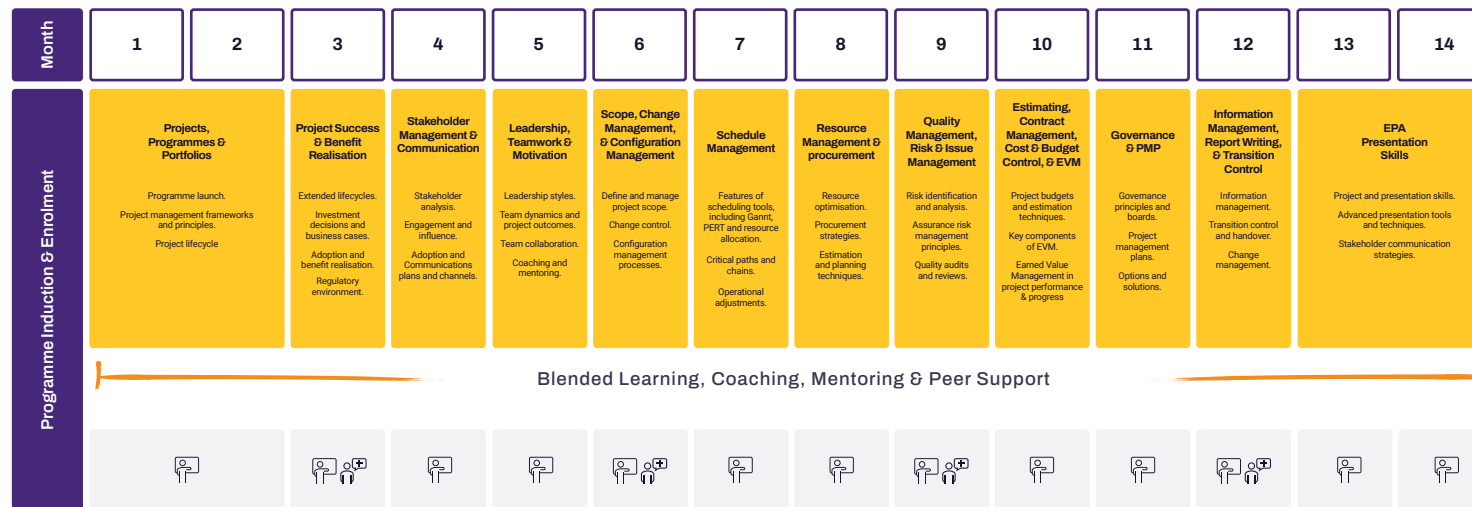 Month
1
2
3
4
5
6
7
8
9
10
11
12
13
14
Programme Induction & Enrolment
Projects,
Programmes &
Portfolios
Programme launch.
Project management frameworks
and principles.
Project lifecycle
Project Success
& Benefit
Realisation
Extended lifecycles.
Investment
decisions and
business cases.
Adoption and
benefit realisation.
Regulatory
environment.
Stakeholder
Management &
Communication
Stakeholder
analysis.
Engagement and
influence.
Adoption and
Communications
plans and channels.
Leadership,
Teamwork &
Motivation
Leadership styles.
Team dynamics and
project outcomes.
Team collaboration.
Coaching and
mentoring.
Scope, Change
Management,
& Configuration
Management
Define and manage
project scope.
Change control.
Configuration
management
processes.
Schedule
Management
Features of
scheduling tools,
including Gannt,
PERT and resource
allocation.
Critical paths and
chains.
Operational
adjustments.
Resource
Management &
procurement
Resource
optimisation.
Procurement
strategies.
Estimation
and planning
techniques.
Quality
Management,
Risk & Issue
Management
Risk identification
and analysis.
Assurance risk
management
principles.
Quality audits
and reviews.
Estimating,
Contract
Management,
Cost & Budget
Control, & EVM
Project budgets
and estimation
techniques.
Key components
of EVM.
Earned Value
Management in
project performance
& progress
Governance
& PMP
Governance
principles and
boards.
Project
management
plans.
Options and
solutions.
Information
Management,
Report Writing,
& Transition
Control
Information
management.
Transition control
and handover.
Change
management.
EPA
Presentation
Skills
Project and presentation skills.
Advanced presentation tools
and techniques.
Stakeholder communication
strategies.
Blended Learning, Coaching, Mentoring & Peer Support